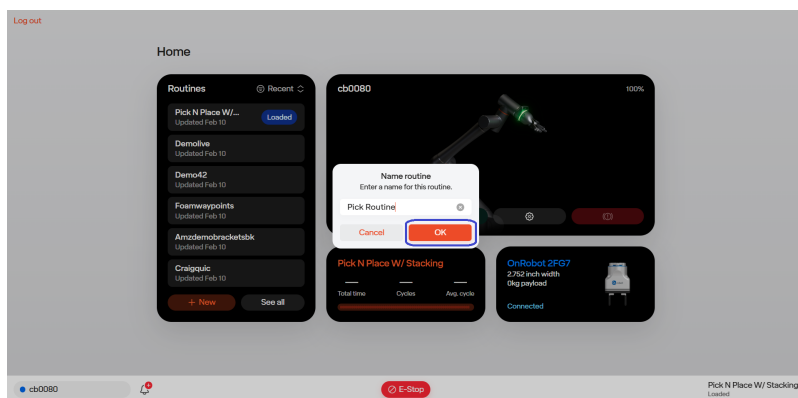 Log out
Home
Routines
Recent
Pick N Place W/...
Updated Feb 10
Loaded
Demolive
Updated Feb 10
Demo42
Updated Feb 10
Foamwaypoints
Updated Feb 10
Amzdemobracketsbk
Updated Feb 10
Craigquic
Updated Feb 10
+ New
See all
cb0080
100%
Name routine
Enter a name for this routine.
Pick Routine
Cancel
OK
Pick N Place W/ Stacking
Total time
Cycles
Avg. cycle
OnRobot 2FG7
2.752 inch width
0kg payload
Connected
cb0080
E-Stop
Pick N Place W/ Stacking
Loaded